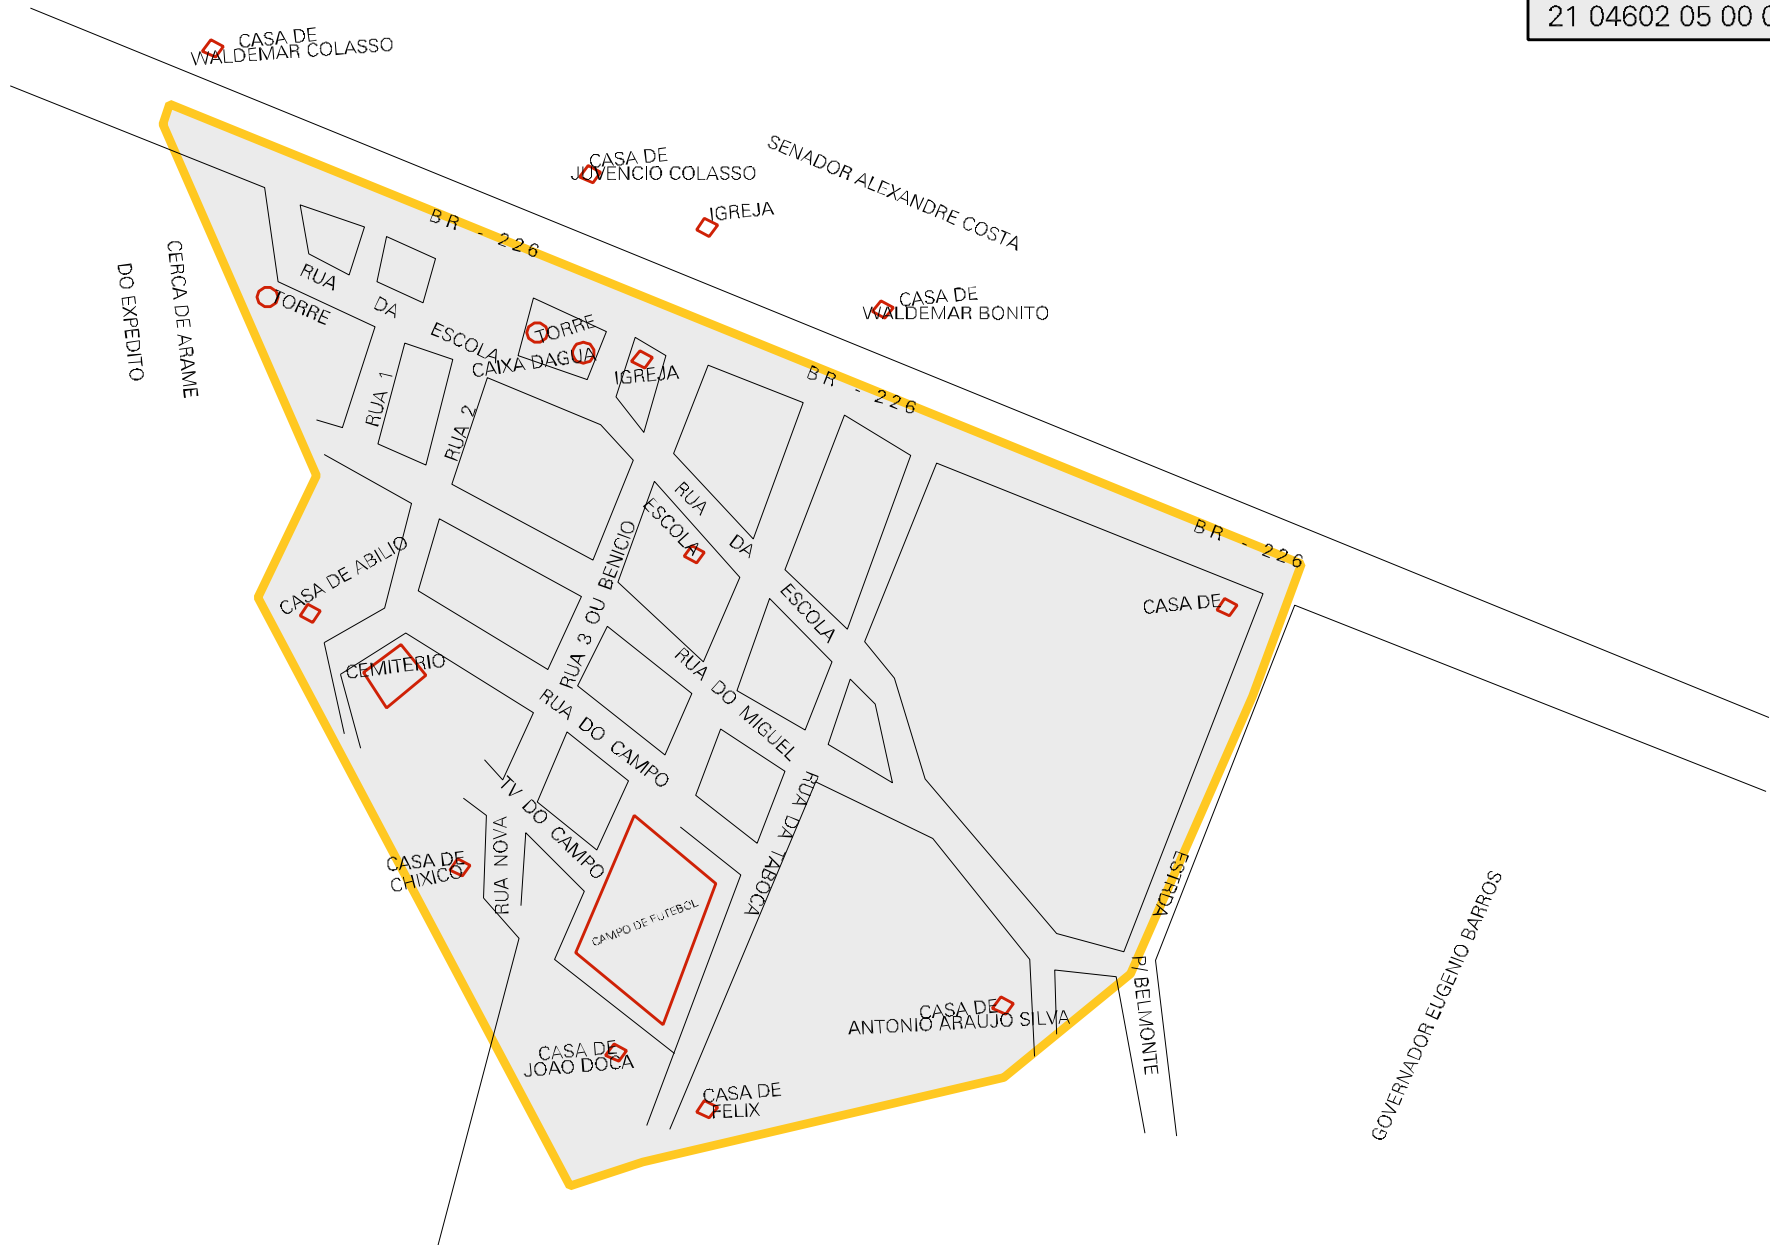 21 04602 05 00 0
CASA DE
WALDEMAR COLASSO
CASA DE
JUVENCIO COLASSO
SENADOR ALEXANDRE COSTA
IGREJA
BR - 226
CERCA DE ARAME
DO EXPEDITO
RUA DA ESCOLA
TORRE
TORRE
CAIXA DAGUA
IGREJA
CASA DE
WALDEMAR BONITO
BR - 226
RUA 1
RUA 2
RUA DA ESCOLA
ESCOLA
BR - 226
CASA DE ABILIO
RUA 3 OU BENICIO
CASA DE
CEMITERIO
RUA DO MIGUEL
RUA DO CAMPO
TV DO CAMPO
RUA DA TABOCA
CASA DE
CHIXICO
RUA NOVA
CAMPO DE FUTEBOL
ESTRDA
P/ BELMONTE
GOVERNADOR EUGENIO BARROS
CASA DE
ANTONIO ARAUJO SILVA
CASA DE
JOAO DOCA
CASA DE
FELIX